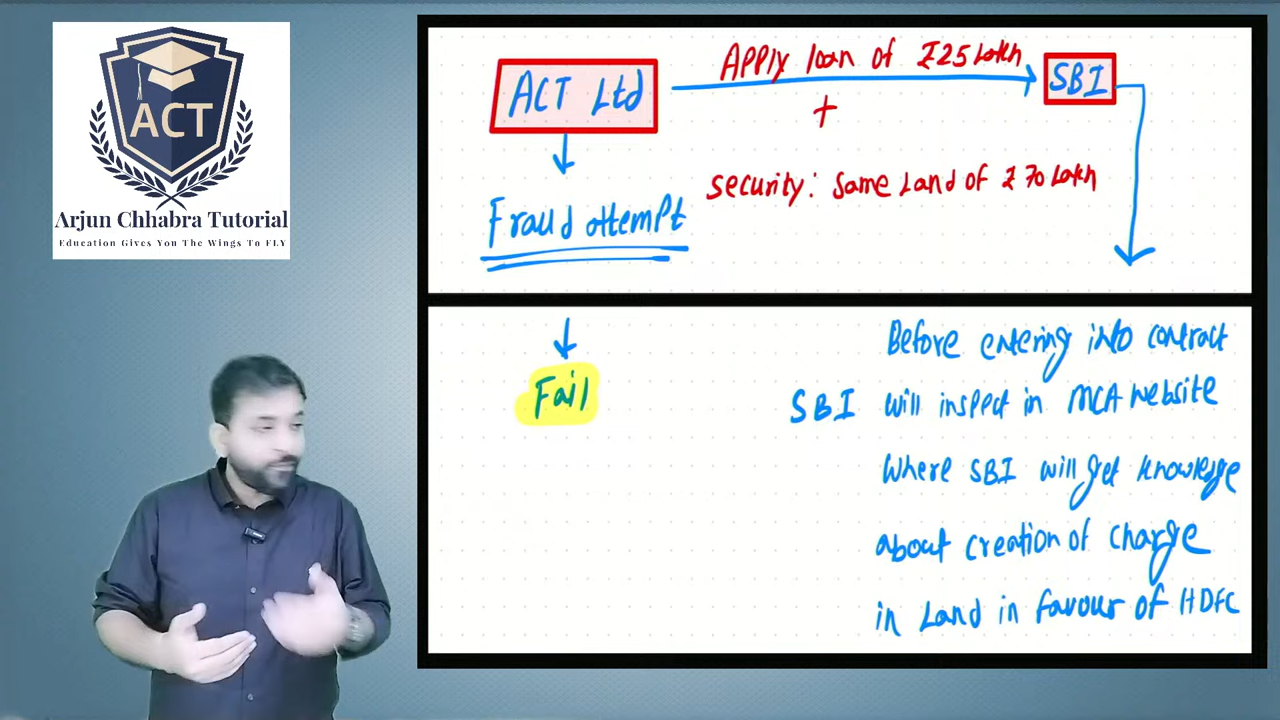 ACT
Arjun Chhabra Tutorial
Education Gives You The Wings To FLY
ACT Ltd
Apply loan of ₹25 Lakh
SBI
+
security: Same Land of ₹70 Lakh
Fraud attempt
Fail
Before entering into contract
SBI will inspect in MCA website
Where SBI will get knowledge
about creation of charge
in Land in favour of HDFC